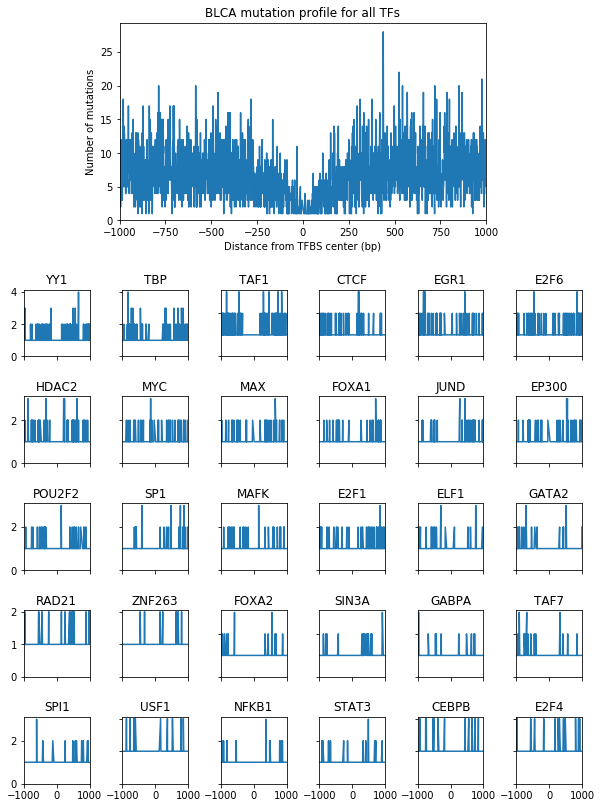 BLCA mutation profile for all TFs
Number of mutations
25
20
15
10
5
0
−1000 −750 −500 −250 0 250 500 750 1000
Distance from TFBS center (bp)
YY1 TBP TAF1 CTCF EGR1 E2F6
4
2
0
HDAC2 MYC MAX FOXA1 JUND EP300
2
0
POU2F2 SP1 MAFK E2F1 ELF1 GATA2
2
0
RAD21 ZNF263 FOXA2 SIN3A GABPA TAF7
2
1
0
SPI1 USF1 NFKB1 STAT3 CEBPB E2F4
2
0
−1000 0 1000 −1000 0 1000 −1000 0 1000 −1000 0 1000 −1000 0 1000 −1000 0 1000